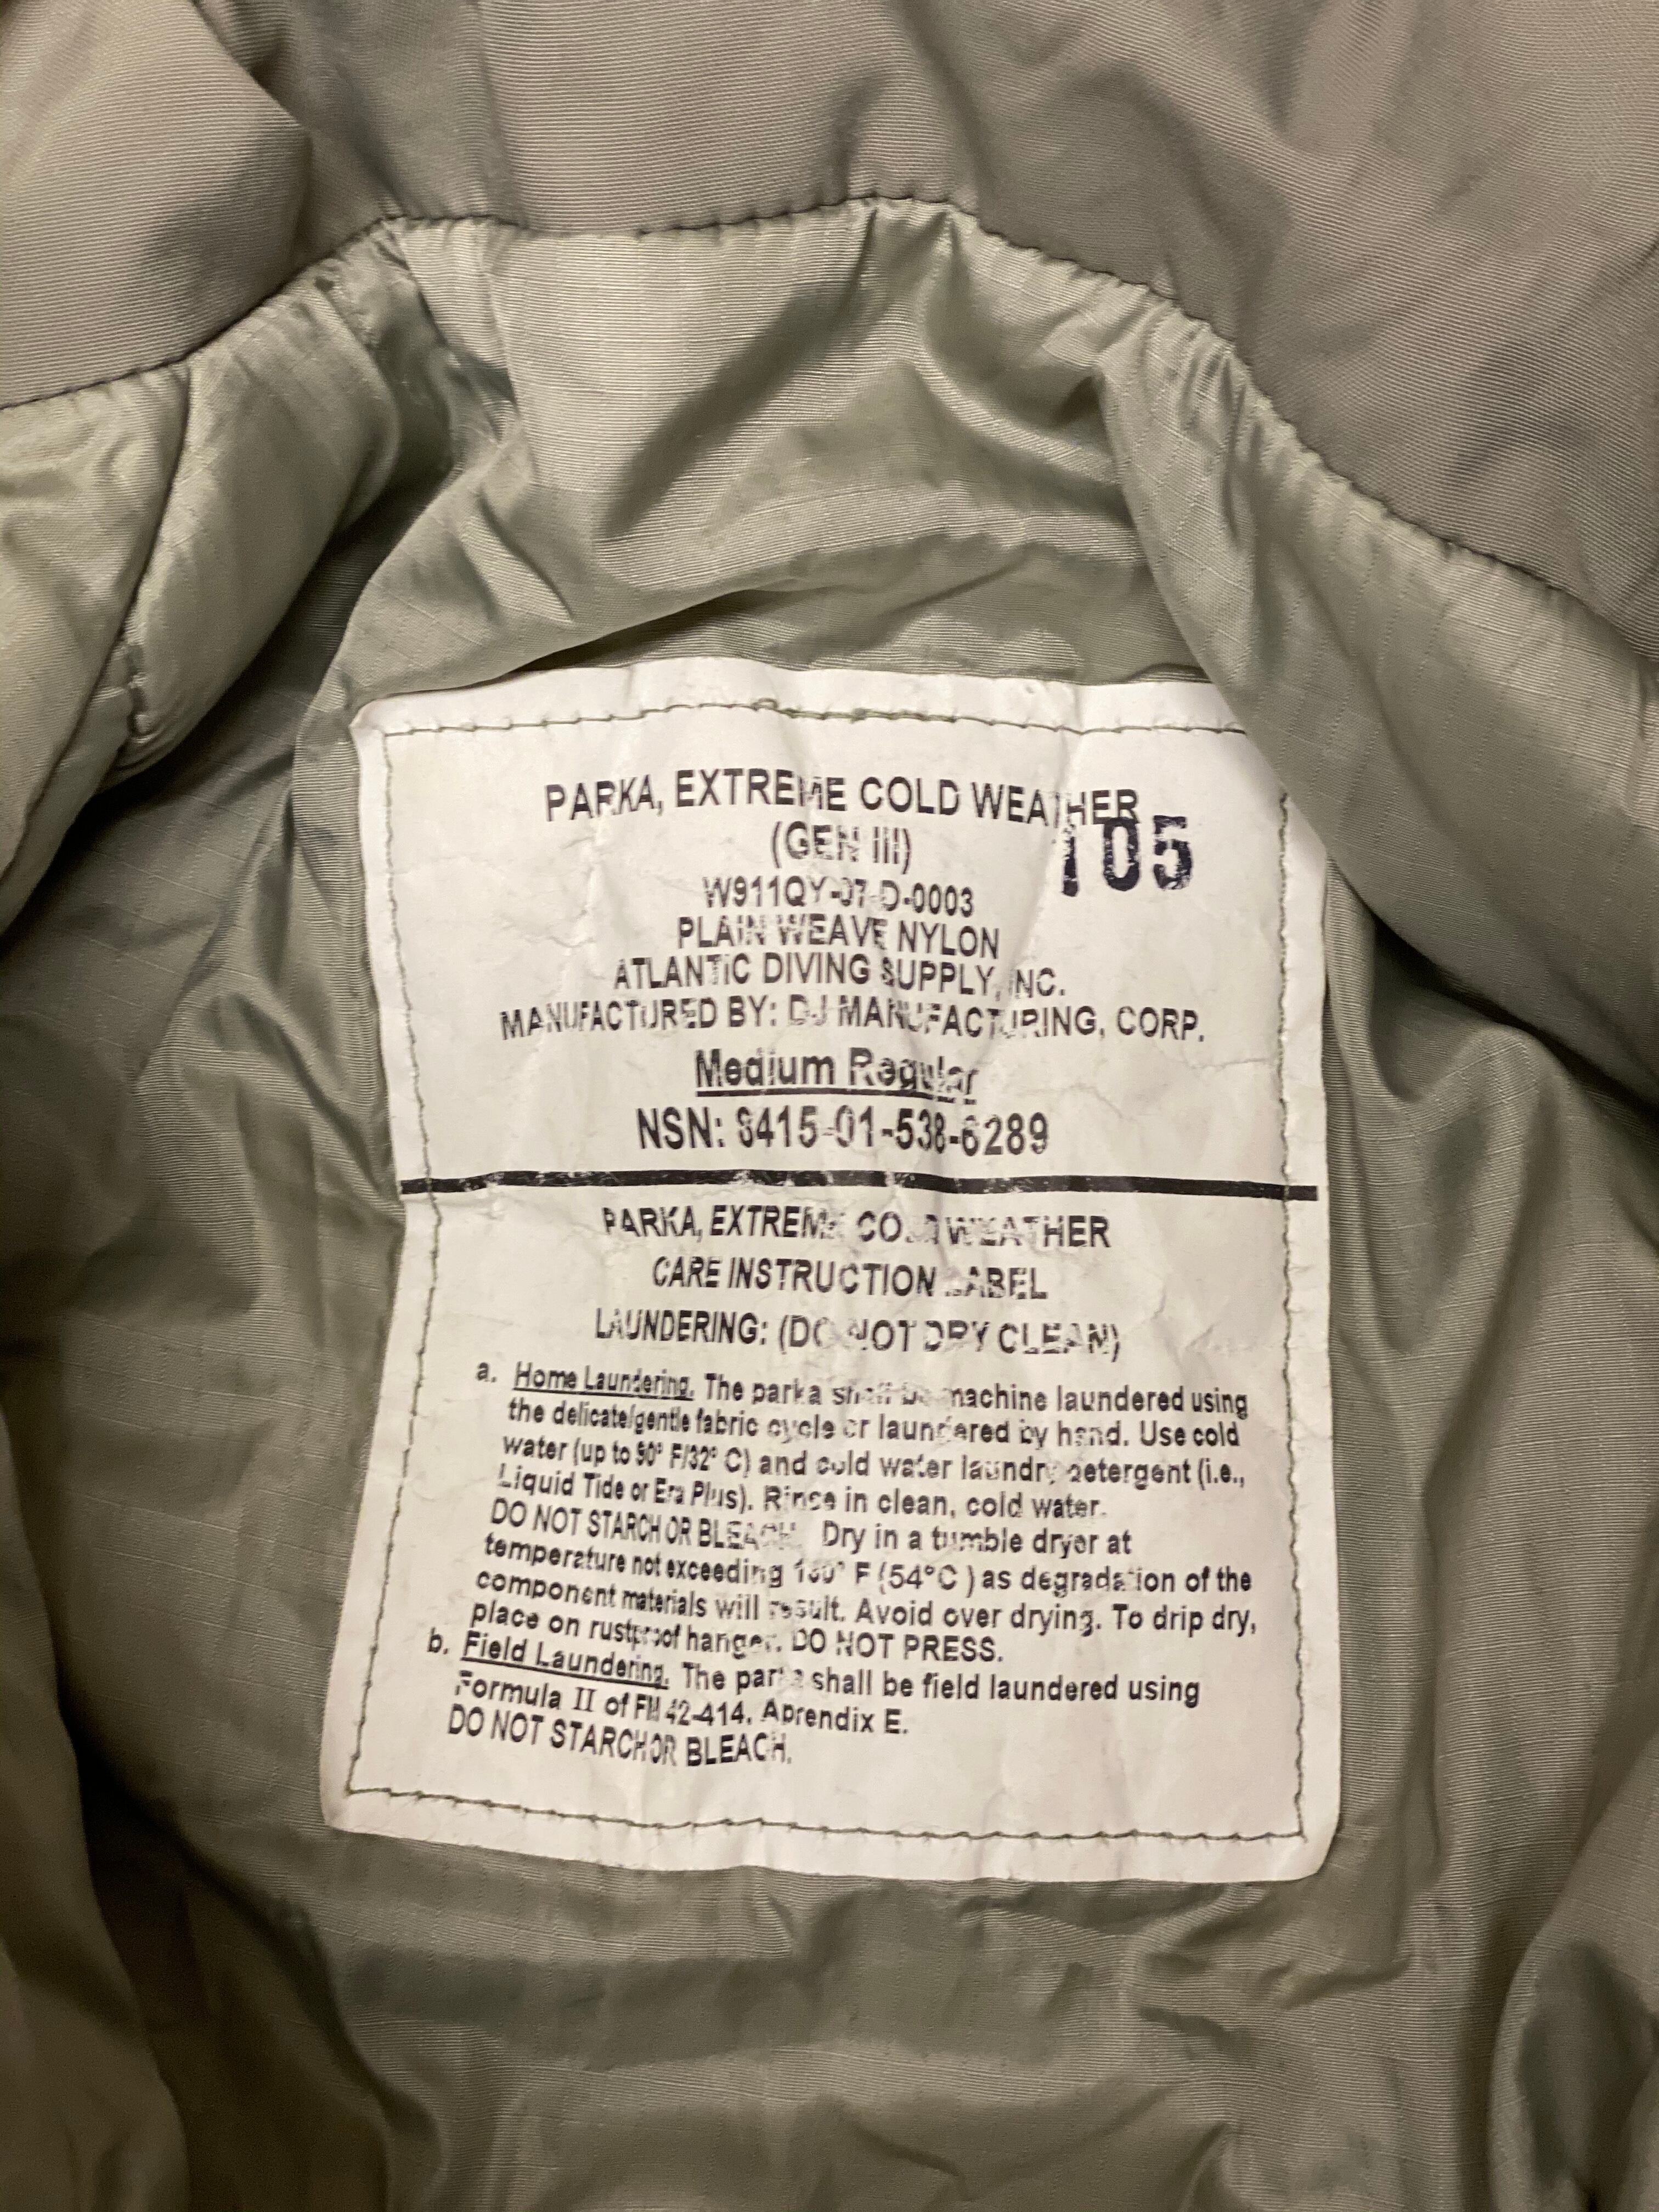 PARKA, EXTREME COLD WEATHER
105
(GEN III)
W911QY-07-D-0003
PLAIN WEAVE NYLON
ATLANTIC DIVING SUPPLY, INC.
MANUFACTURED BY: DJ MANUFACTURING, CORP.
Medium Regular
NSN: 8415-01-538-6289
PARKA, EXTREME COLD WEATHER
CARE INSTRUCTION LABEL
LAUNDERING: (DO NOT DRY CLEAN)
a. Home Laundering. The parka shall be machine laundered using
the delicate/gentle fabric cycle or laundered by hand. Use cold
water (up to 90° F/32° C) and cold water laundry detergent (i.e.,
Liquid Tide or Era Plus). Rinse in clean, cold water.
DO NOT STARCH OR BLEACH. Dry in a tumble dryer at
temperature not exceeding 130° F (54°C ) as degradation of the
component materials will result. Avoid over drying. To drip dry,
place on rustproof hanger. DO NOT PRESS.
b. Field Laundering. The parka shall be field laundered using
Formula II of FM 42-414. Appendix E.
DO NOT STARCH OR BLEACH.